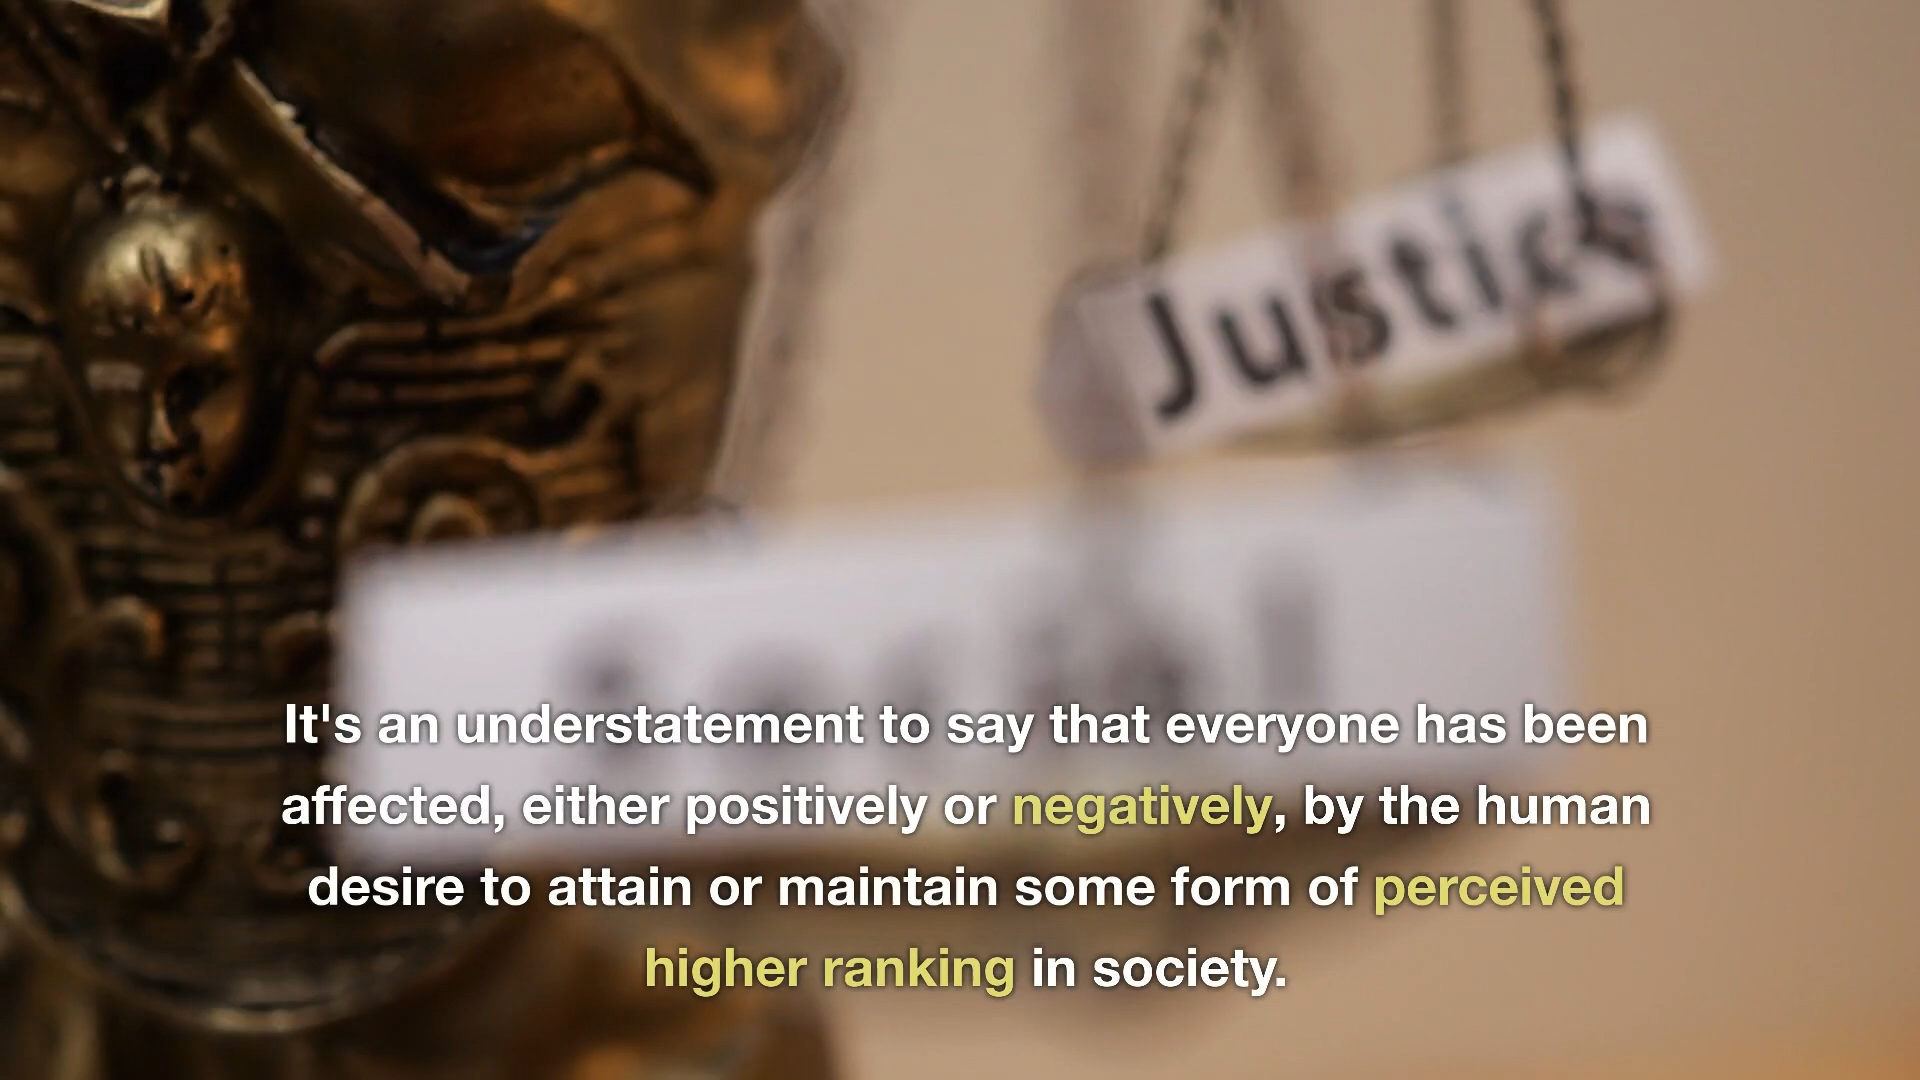 Justice
Social
It's an understatement to say that everyone has been
affected, either positively or negatively, by the human
desire to attain or maintain some form of perceived
higher ranking in society.